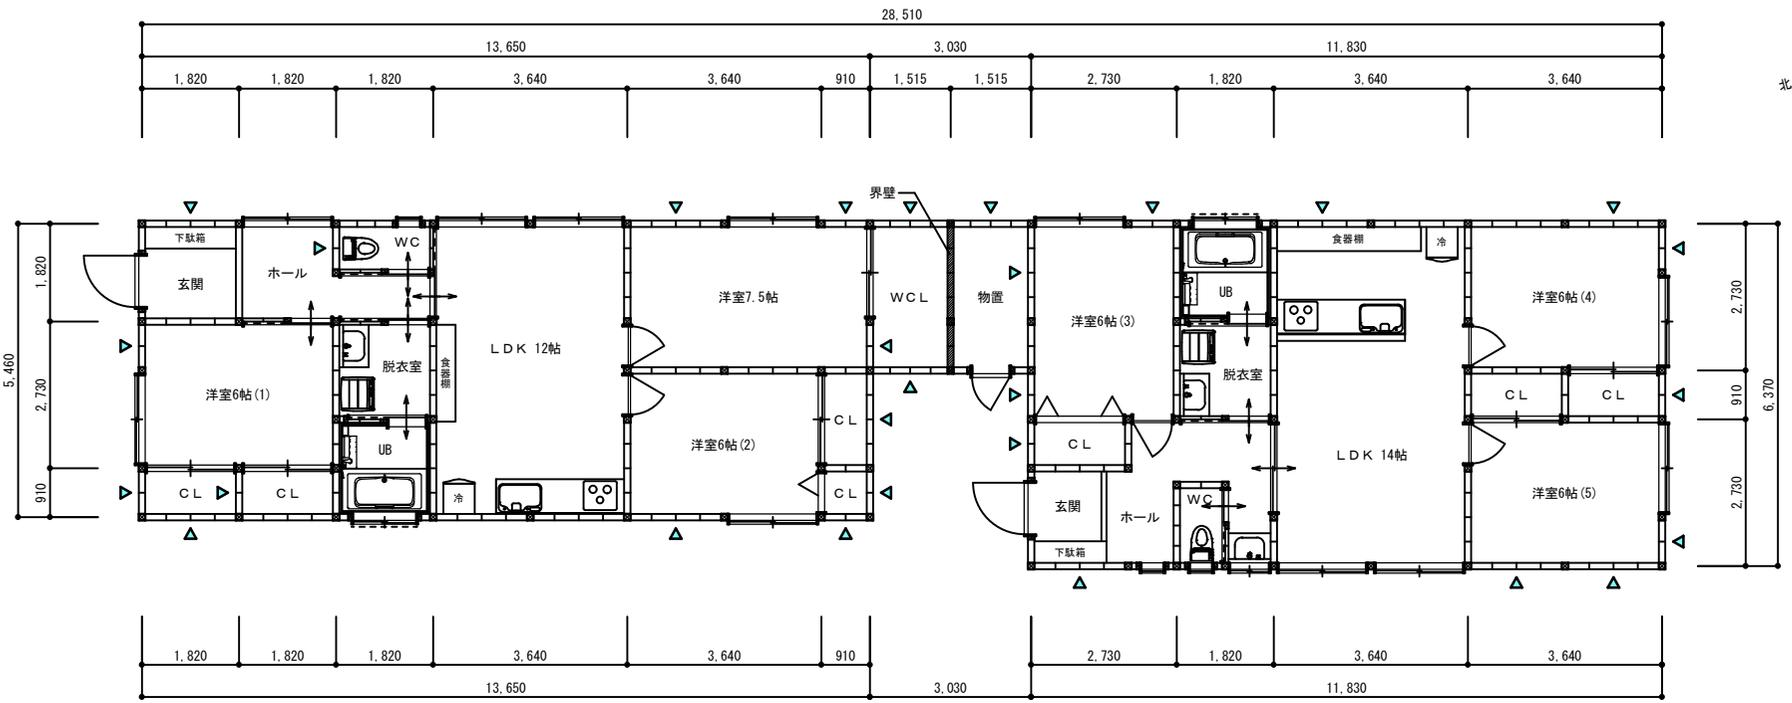 28,510
13,650 3,030 11,830
1,820 1,820 1,820 3,640 3,640 910 1,515 1,515 2,730 1,820 3,640 3,640
北
界壁
下駄箱
玄関
ホール
WC
洋室6帖(1)
CL
CL
脱衣室
UB
食器棚
LDK 12帖
冷
洋室7.5帖
洋室6帖(2)
CL
CL
WCL
物置
洋室6帖(3)
CL
玄関
下駄箱
ホール
WC
UB
脱衣室
食器棚
冷
LDK 14帖
洋室6帖(4)
CL
CL
洋室6帖(5)
5,460
1,820
2,730
910
2,730
910
2,730
6,370
1,820 1,820 1,820 3,640 3,640 910 2,730 1,820 3,640 3,640
13,650 3,030 11,830